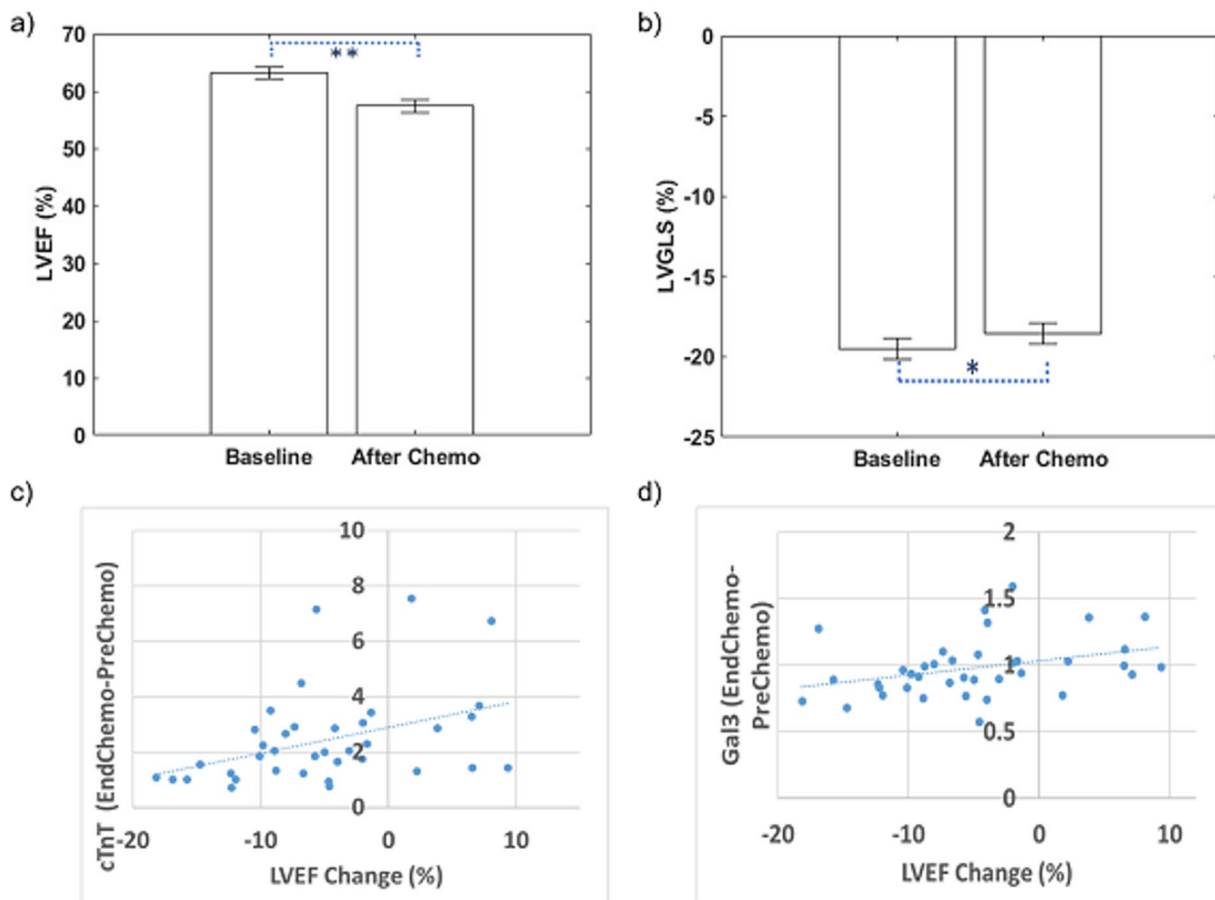 a)
70
60
50
40
30
20
10
0
LVEF (%)
**
Baseline After Chemo
b)
0
-5
-10
-15
-20
-25
LVGLS (%)
*
Baseline After Chemo
c)
10
8
6
4
2
0
cTnT (EndChemo-PreChemo)
-20 -10 0 10
LVEF Change (%)
d)
2
1.5
1
0.5
0
Gal3 (EndChemo-
PreChemo)
-20 -10 0 10
LVEF Change (%)